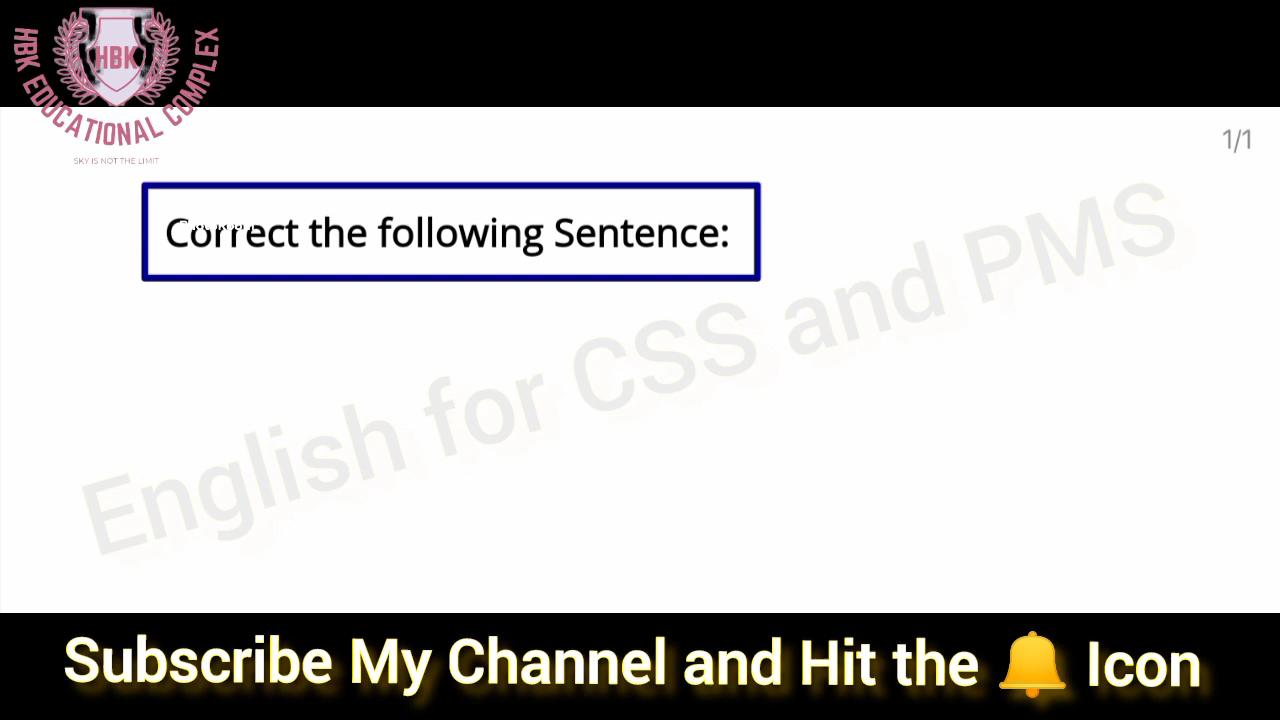 HBK
HBK EDUCATIONAL COMPLEX
SKY IS NOT THE LIMIT
1/1
Correct the following Sentence:
English for CSS and PMS
Subscribe My Channel and Hit the 🔔 Icon